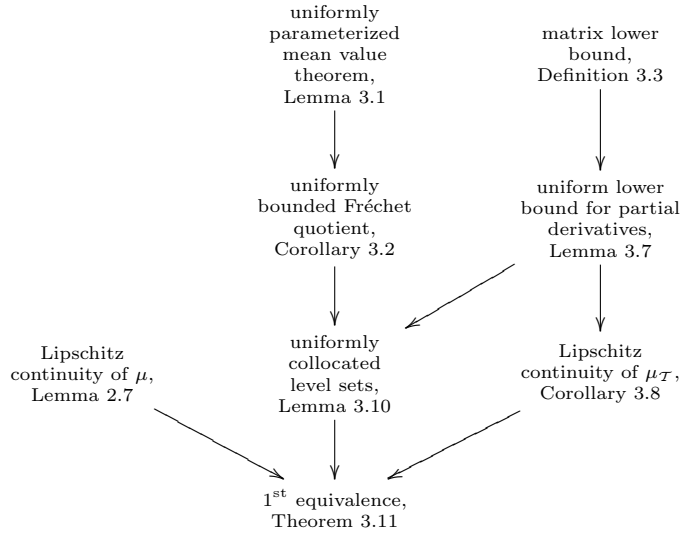 uniformly
parameterized
mean value
theorem,
Lemma 3.1
matrix lower
bound,
Definition 3.3
uniformly
bounded Fréchet
quotient,
Corollary 3.2
uniform lower
bound for partial
derivatives,
Lemma 3.7
Lipschitz
continuity of μ,
Lemma 2.7
uniformly
collocated
level sets,
Lemma 3.10
Lipschitz
continuity of μ_𝒯,
Corollary 3.8
1st equivalence,
Theorem 3.11